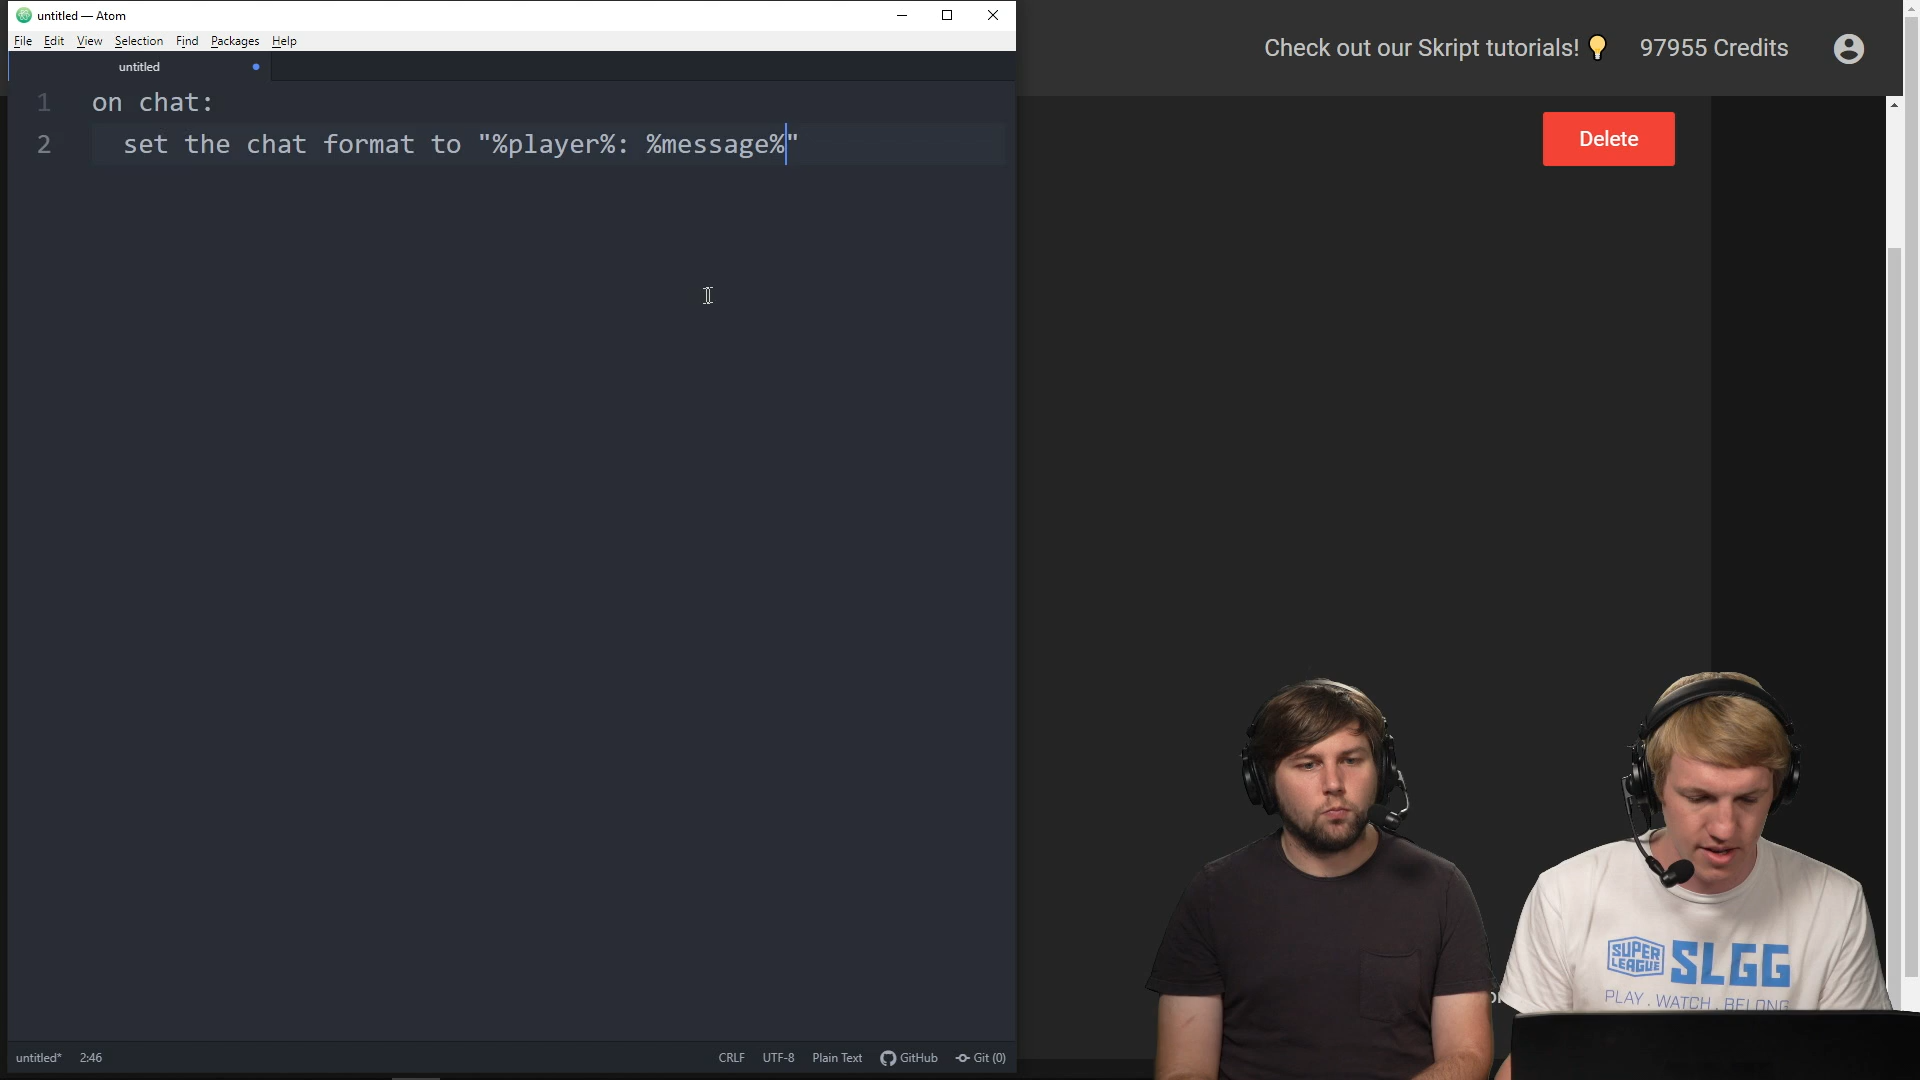 untitled — Atom
File Edit View Selection Find Packages Help
untitled
1 on chat:
2 set the chat format to "%player%: %message%"
untitled* 2:46 CRLF UTF-8 Plain Text GitHub Git (0)
Check out our Skript tutorials! 97955 Credits
Delete
SUPER LEAGUE SLGG
PLAY . WATCH . BELONG